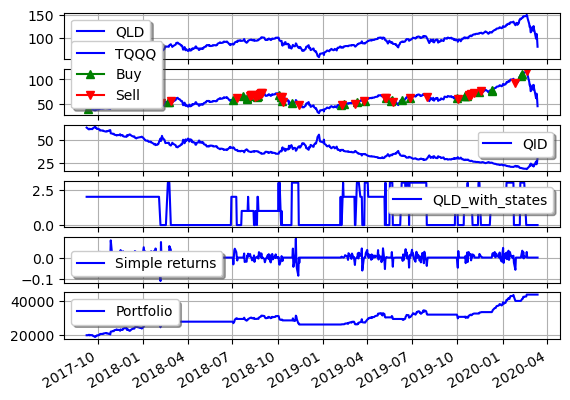 150
100
QLD
TQQQ
Buy
Sell
100
50
50
25
QID
2.5
0.0
QLD_with_states
0.0
−0.1
Simple returns
40000
20000
Portfolio
2017-10
2018-01
2018-04
2018-07
2018-10
2019-01
2019-04
2019-07
2019-10
2020-01
2020-04